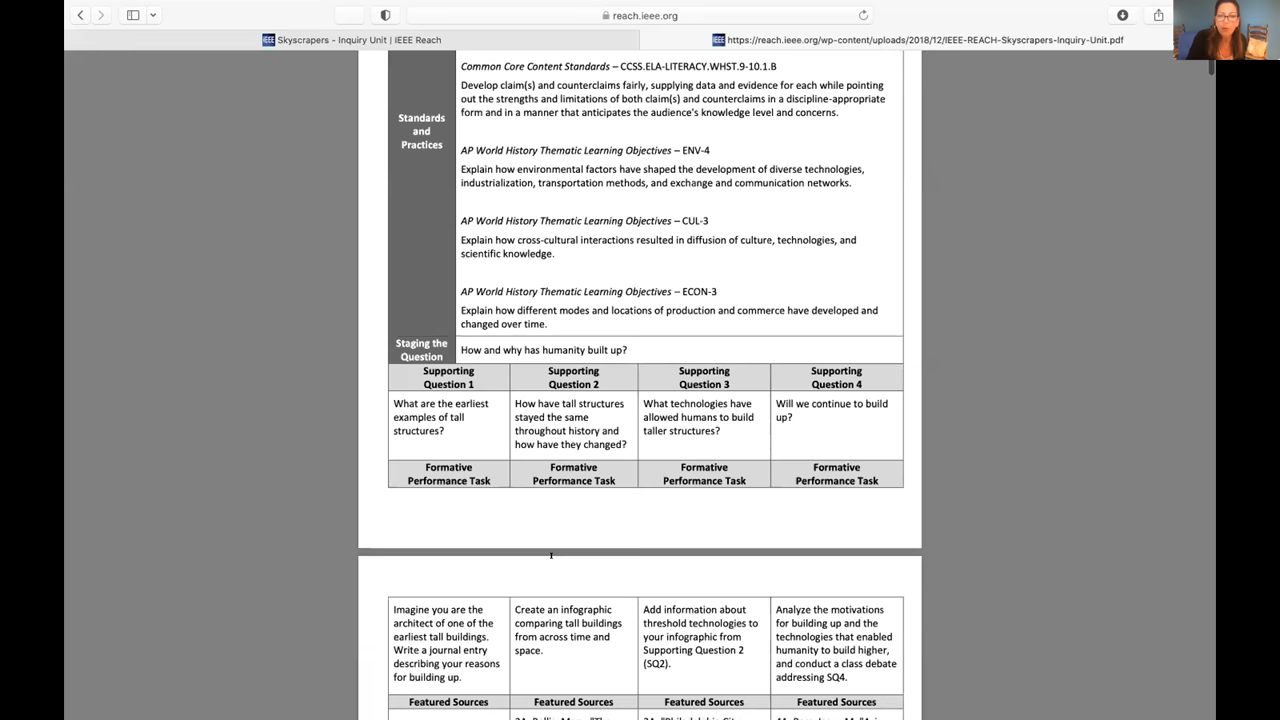 reach.ieee.org
Skyscrapers - Inquiry Unit | IEEE Reach
https://reach.ieee.org/wp-content/uploads/2018/12/IEEE-REACH-Skyscrapers-Inquiry-Unit.pdf
Standards
and
Practices
Common Core Content Standards – CCSS.ELA-LITERACY.WHST.9-10.1.B
Develop claim(s) and counterclaims fairly, supplying data and evidence for each while pointing
out the strengths and limitations of both claim(s) and counterclaims in a discipline-appropriate
form and in a manner that anticipates the audience's knowledge level and concerns.
AP World History Thematic Learning Objectives – ENV-4
Explain how environmental factors have shaped the development of diverse technologies,
industrialization, transportation methods, and exchange and communication networks.
AP World History Thematic Learning Objectives – CUL-3
Explain how cross-cultural interactions resulted in diffusion of culture, technologies, and
scientific knowledge.
AP World History Thematic Learning Objectives – ECON-3
Explain how different modes and locations of production and commerce have developed and
changed over time.
Staging the
Question
How and why has humanity built up?
Supporting
Question 1
Supporting
Question 2
Supporting
Question 3
Supporting
Question 4
What are the earliest
examples of tall
structures?
How have tall structures
stayed the same
throughout history and
how have they changed?
What technologies have
allowed humans to build
taller structures?
Will we continue to build
up?
Formative
Performance Task
Formative
Performance Task
Formative
Performance Task
Formative
Performance Task
Imagine you are the
architect of one of the
earliest tall buildings.
Write a journal entry
describing your reasons
for building up.
Create an infographic
comparing tall buildings
from across time and
space.
Add information about
threshold technologies to
your infographic from
Supporting Question 2
(SQ2).
Analyze the motivations
for building up and the
technologies that enabled
humanity to build higher,
and conduct a class debate
addressing SQ4.
Featured Sources
Featured Sources
Featured Sources
Featured Sources